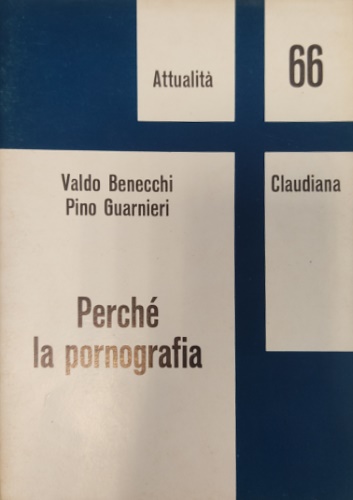 Attualità
66
Valdo Benecchi
Pino Guarnieri
Claudiana
Perché
la pornografia